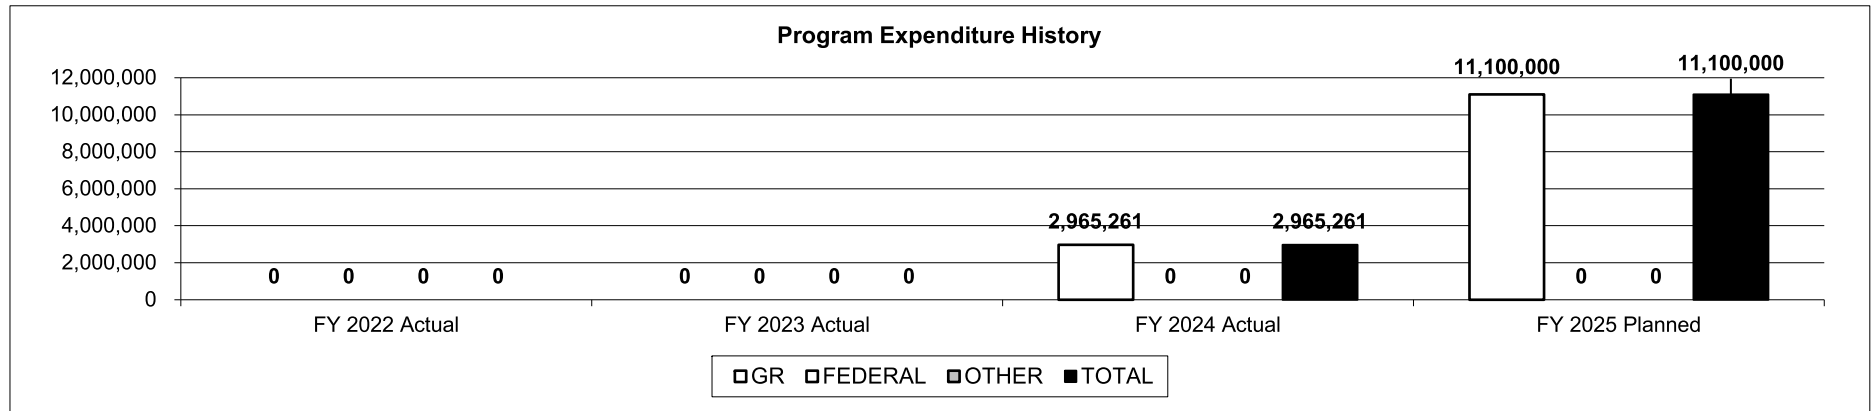 Program Expenditure History
12,000,000
10,000,000
8,000,000
6,000,000
4,000,000
2,000,000
0
0 0 0 0
0 0 0 0
2,965,261 0 0 2,965,261
11,100,000 0 0 11,100,000
FY 2022 Actual FY 2023 Actual FY 2024 Actual FY 2025 Planned
GR FEDERAL OTHER TOTAL